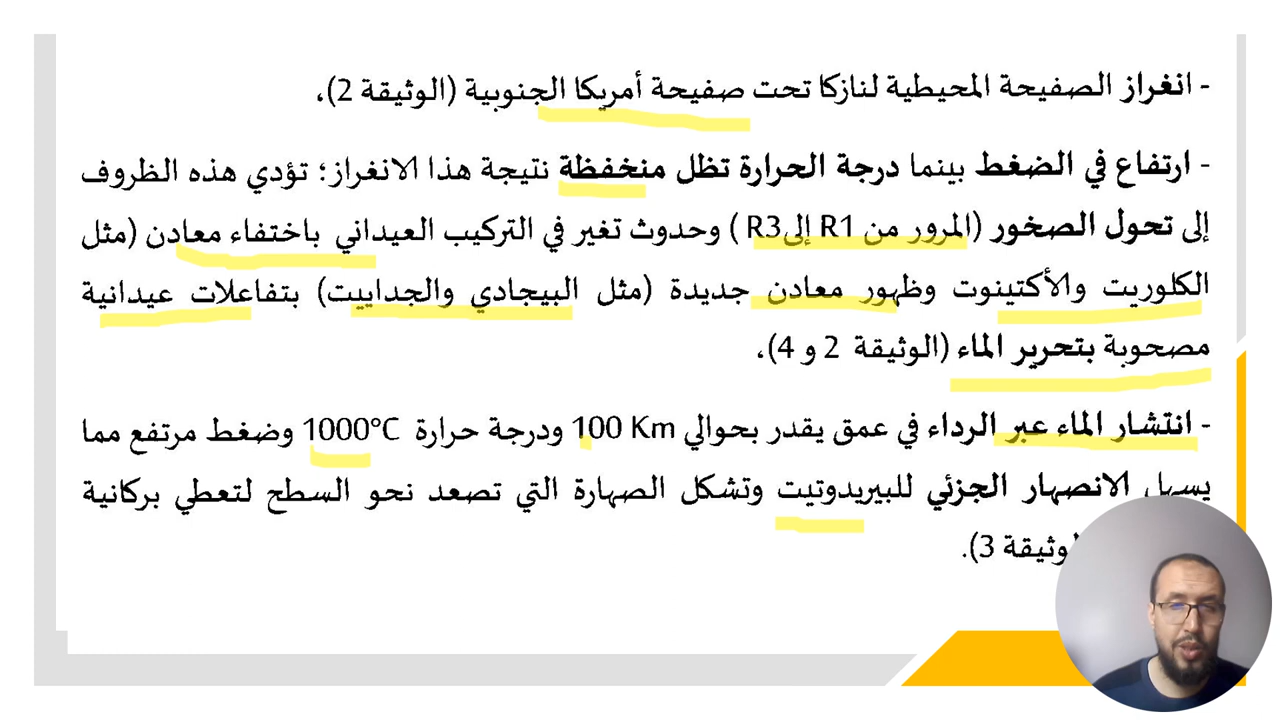 - انغراز الصفيحة المحيطية لنازكا تحت صفيحة أمريكا الجنوبية (الوثيقة 2)،
- ارتفاع في الضغط بينما درجة الحرارة تظل منخفظة نتيجة هذا الانغراز؛ تؤدي هذه الظروف
إلى تحول الصخور (المرور من R1 إلى R3 ) وحدوث تغير في التركيب العيداني باختفاء معادن (مثل
الكلوريت والأكتينوت وظهور معادن جديدة (مثل البيجادي والجداييت) بتفاعلات عيدانية
مصحوبة بتحرير الماء (الوثيقة 2 و 4)،
- انتشار الماء عبر الرداء في عمق يقدر بحوالي 100 Km ودرجة حرارة 1000°C وضغط مرتفع مما
يسهل الانصهار الجزئي للبيريدوتيت وتشكل الصهارة التي تصعد نحو السطح لتعطي بركانية
3).